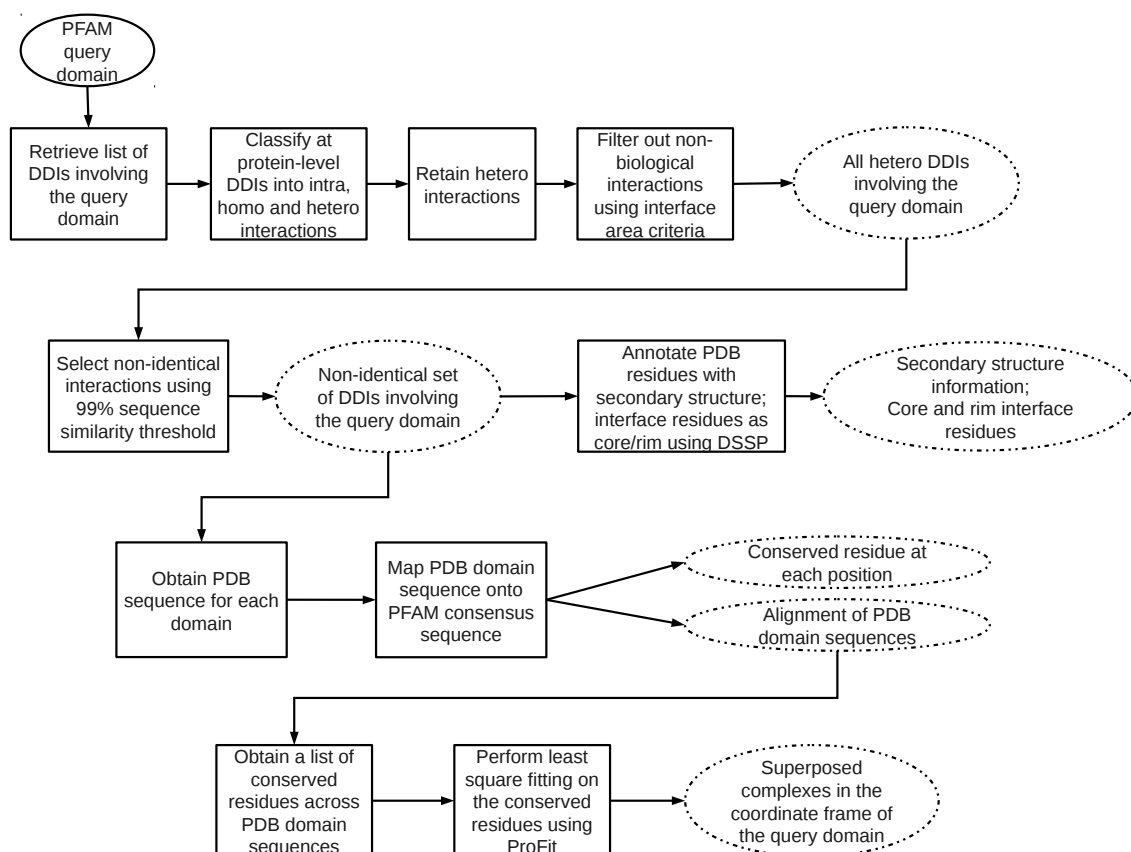 PFAM
query
domain
Retrieve list of
DDIs involving
the query
domain
Classify at
protein-level
DDIs into intra,
homo and hetero
interactions
Retain hetero
interactions
Filter out non-
biological
interactions
using interface
area criteria
All hetero DDIs
involving the
query domain
Select non-identical
interactions using
99% sequence
similarity threshold
Non-identical set
of DDIs involving
the query domain
Annotate PDB
residues with
secondary structure;
interface residues as
core/rim using DSSP
Secondary structure
information;
Core and rim interface
residues
Obtain PDB
sequence for each
domain
Map PDB domain
sequence onto
PFAM consensus
sequence
Conserved residue at
each position
Alignment of PDB
domain sequences
Obtain a list of
conserved
residues across
PDB domain
sequences
Perform least
square fitting on
the conserved
residues using
ProFit
Superposed
complexes in the
coordinate frame of
the query domain